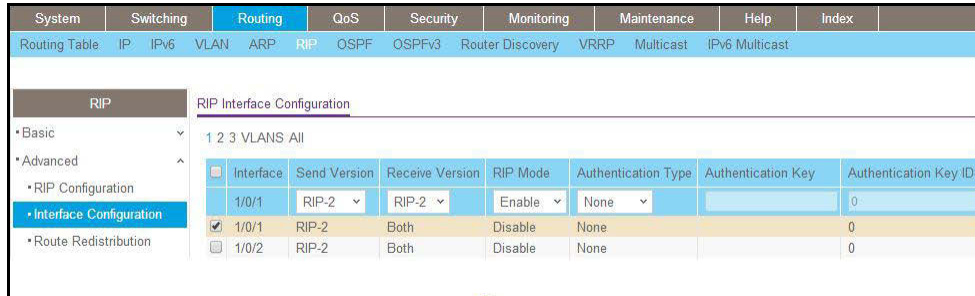 System Switching Routing QoS Security Monitoring Maintenance Help Index
Routing Table IP IPv6 VLAN ARP RIP OSPF OSPFv3 Router Discovery VRRP Multicast IPv6 Multicast
RIP
Basic
Advanced
RIP Configuration
Interface Configuration
Route Redistribution
RIP Interface Configuration
1 2 3 VLANS All
Interface Send Version Receive Version RIP Mode Authentication Type Authentication Key Authentication Key ID
1/0/1 RIP-2 RIP-2 Enable None 0
1/0/1 RIP-2 Both Disable None 0
1/0/2 RIP-2 Both Disable None 0